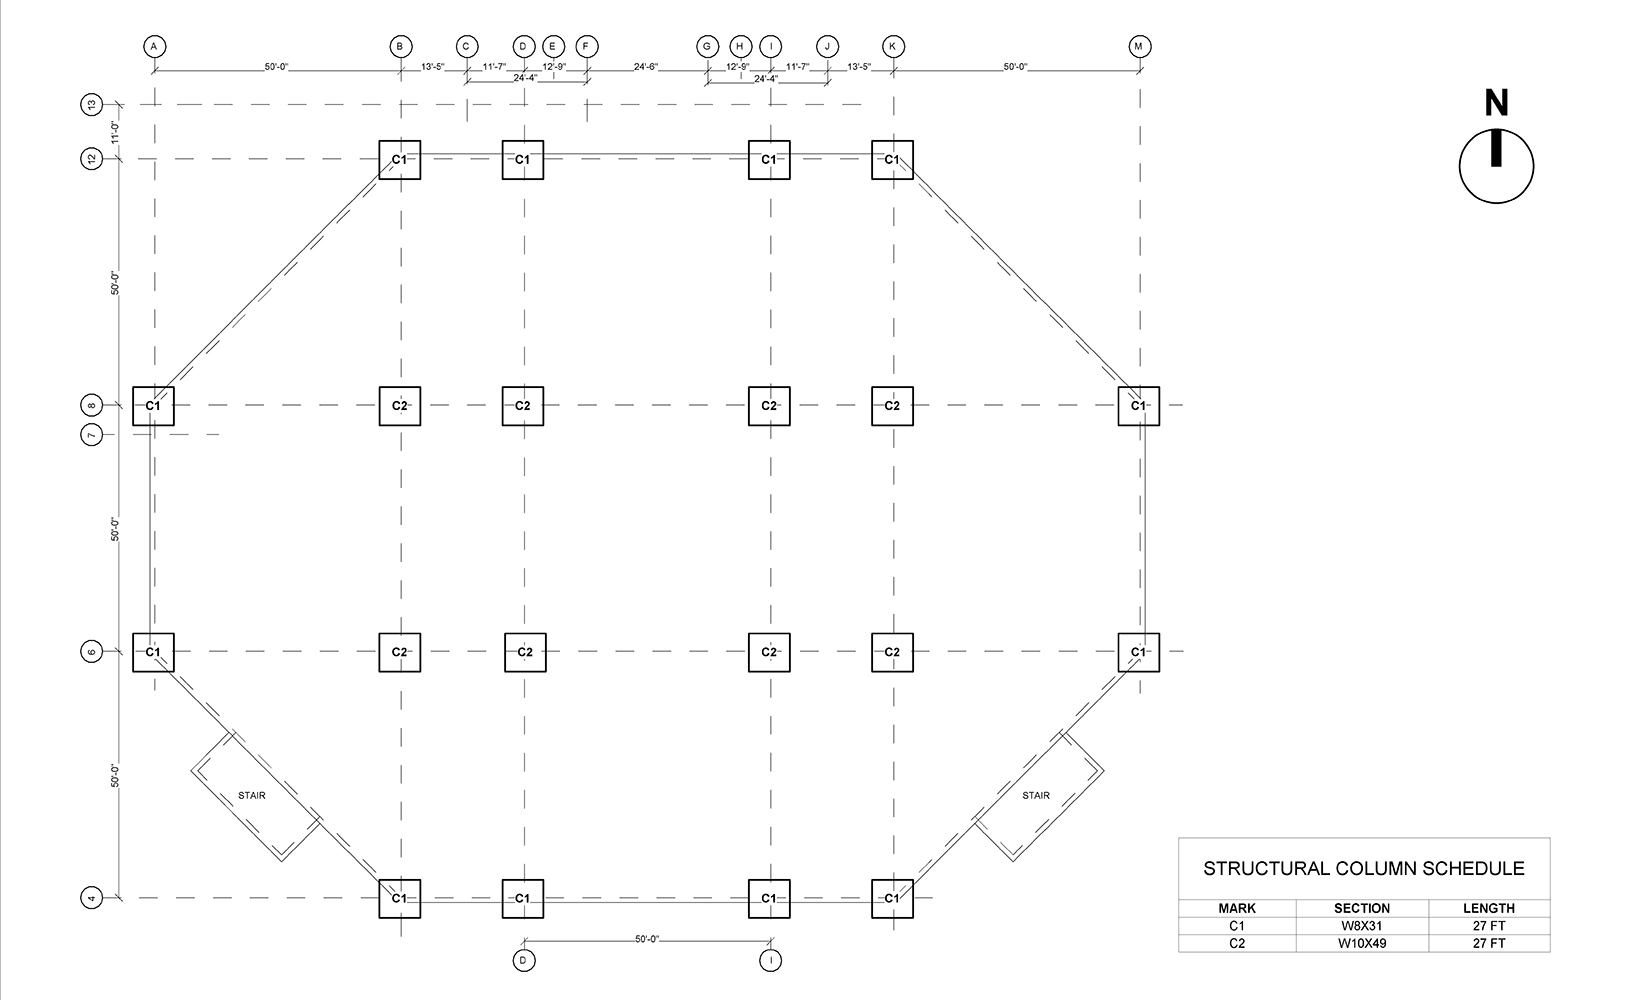 A B C D E F G H I J K M
50'-0" 13'-5" 11'-7" 12'-9" 24'-6" 12'-9" 11'-7" 13'-5" 50'-0"
24'-4" 24'-4"
N
13
11'-0"
12 C1 C1 C1 C1
50'-0"
8 C1 C2 C2 C2 C2 C1
7
50'-0"
6 C1 C2 C2 C2 C2 C1
50'-0"
STAIR STAIR
4 C1 C1 C1 C1
50'-0"
D I
STRUCTURAL COLUMN SCHEDULE
MARK SECTION LENGTH
C1 W8X31 27 FT
C2 W10X49 27 FT